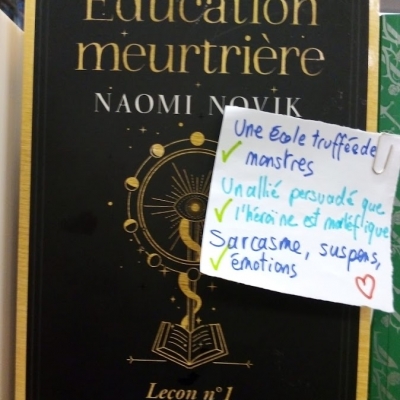 Éducation
meurtrière
NAOMI NOVIK
Une école truffée de
monstres
Un allié persuadé que
l'héroïne est maléfique
Sarcasme, suspens,
émotions
Leçon n°1